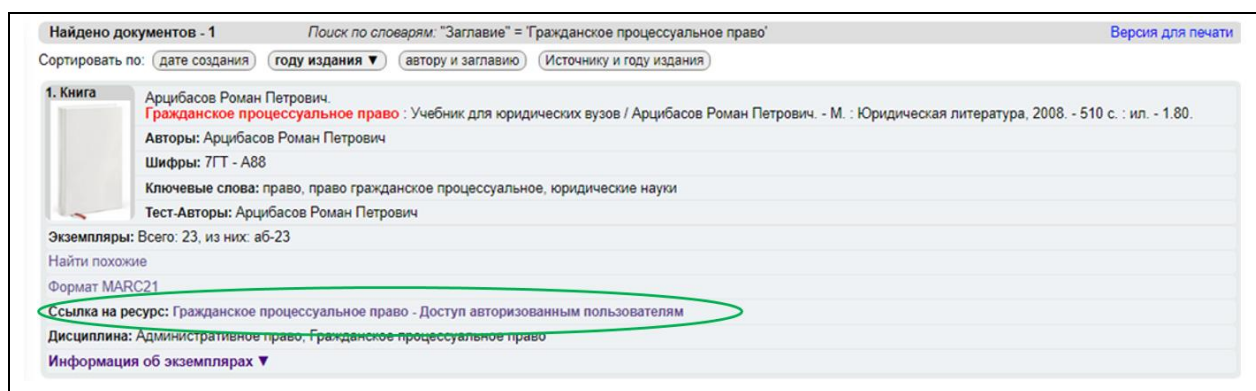 Найдено документов - 1 Поиск по словарям: "Заглавие" = 'Гражданское процессуальное право' Версия для печати
Сортировать по: дате создания году издания ▼ автору и заглавию Источнику и году издания
1. Книга
Арцибасов Роман Петрович.
Гражданское процессуальное право : Учебник для юридических вузов / Арцибасов Роман Петрович. - М. : Юридическая литература, 2008. - 510 с. : ил. - 1.80.
Авторы: Арцибасов Роман Петрович
Шифры: 7ГТ - А88
Ключевые слова: право, право гражданское процессуальное, юридические науки
Тест-Авторы: Арцибасов Роман Петрович
Экземпляры: Всего: 23, из них: аб-23
Найти похожие
Формат MARC21
Ссылка на ресурс: Гражданское процессуальное право - Доступ авторизованным пользователям
Дисциплина: Административное право, Гражданское процессуальное право
Информация об экземплярах ▼